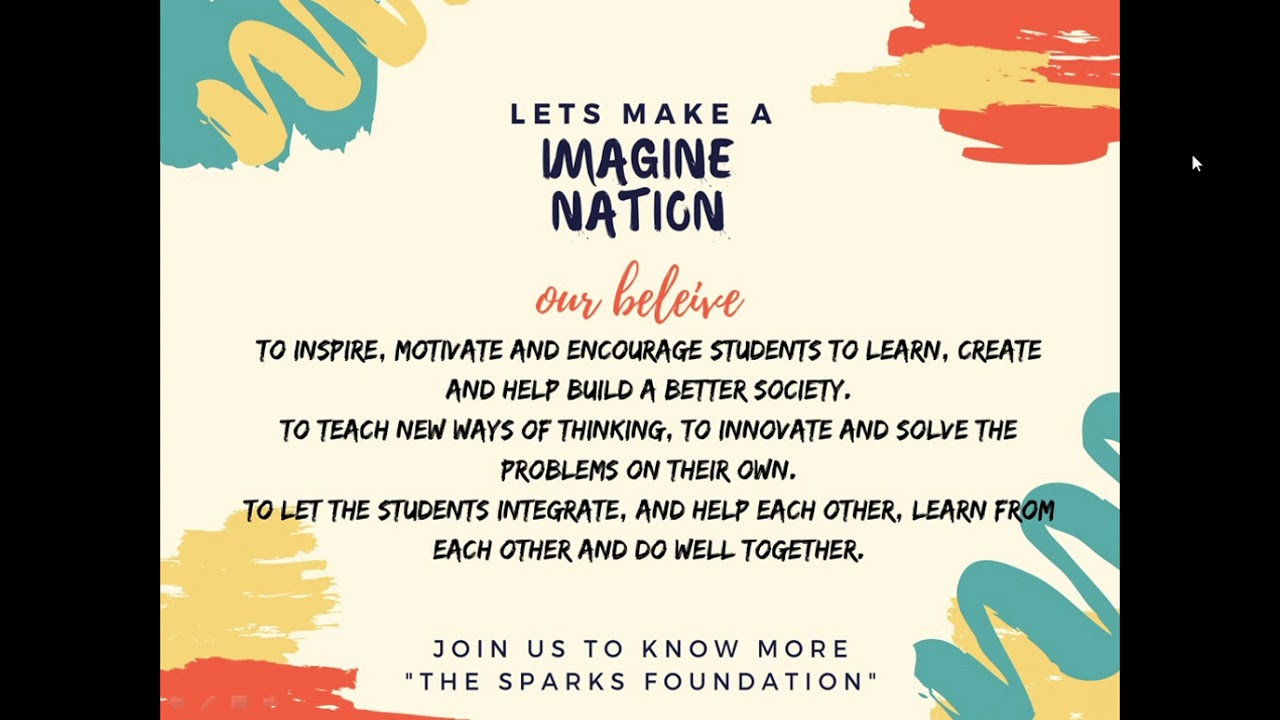 LETS MAKE A
IMAGINE
NATION
our beleive
TO INSPIRE, MOTIVATE AND ENCOURAGE STUDENTS TO LEARN, CREATE
AND HELP BUILD A BETTER SOCIETY.
TO TEACH NEW WAYS OF THINKING, TO INNOVATE AND SOLVE THE
PROBLEMS ON THEIR OWN.
TO LET THE STUDENTS INTEGRATE, AND HELP EACH OTHER, LEARN FROM
EACH OTHER AND DO WELL TOGETHER.
JOIN US TO KNOW MORE
"THE SPARKS FOUNDATION"